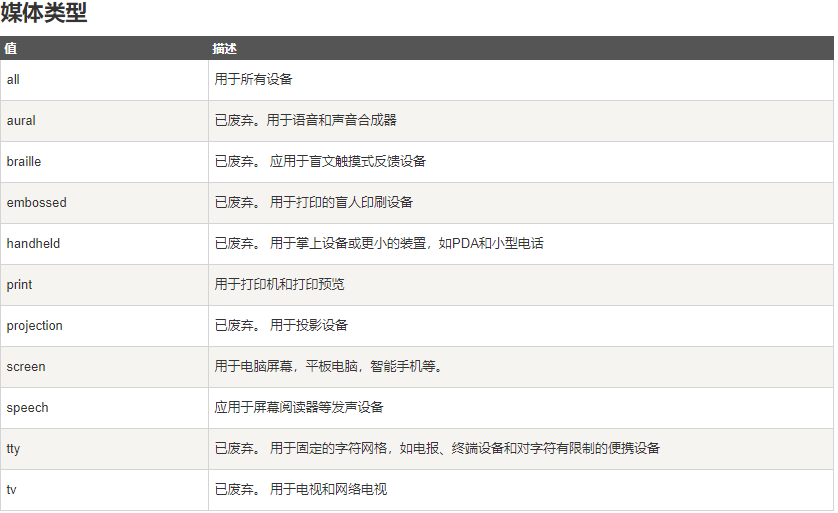 媒体类型
值 描述
all 用于所有设备
aural 已废弃。用于语音和声音合成器
braille 已废弃。 应用于盲文触摸式反馈设备
embossed 已废弃。 用于打印的盲人印刷设备
handheld 已废弃。 用于掌上设备或更小的装置，如PDA和小型电话
print 用于打印机和打印预览
projection 已废弃。 用于投影设备
screen 用于电脑屏幕，平板电脑，智能手机等。
speech 应用于屏幕阅读器等发声设备
tty 已废弃。 用于固定的字符网格，如电报、终端设备和对字符有限制的便携设备
tv 已废弃。 用于电视和网络电视